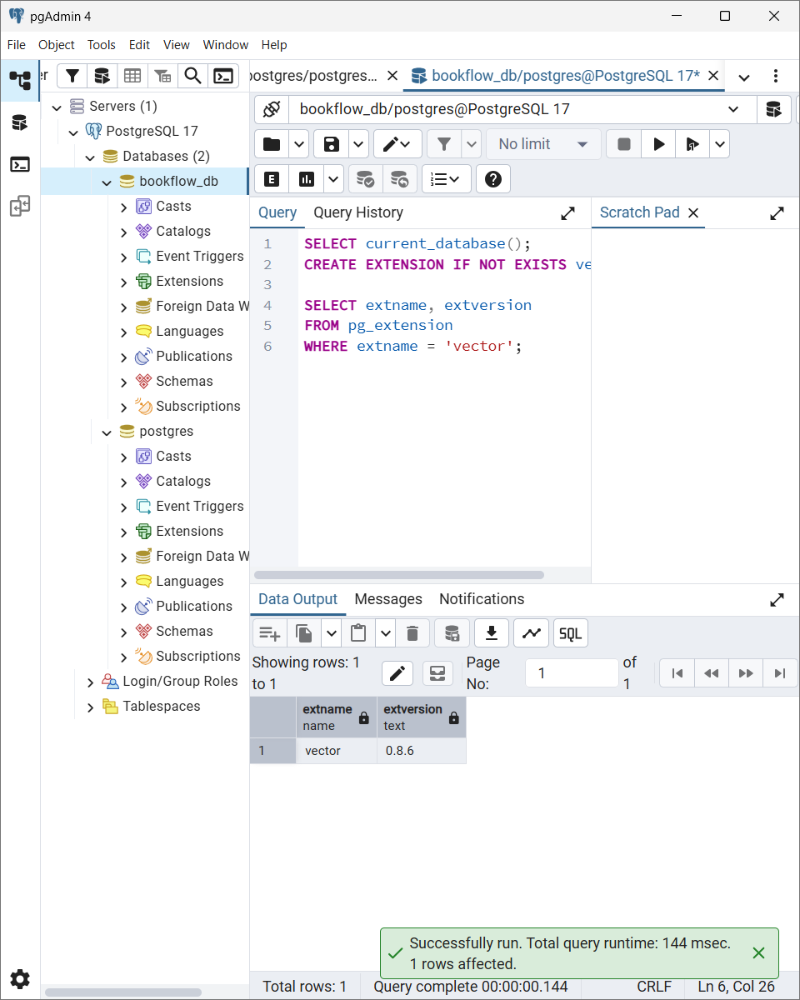 pgAdmin 4
File Object Tools Edit View Window Help
er
postgres/postgres...
bookflow_db/postgres@PostgreSQL 17*
Servers (1)
PostgreSQL 17
Databases (2)
bookflow_db
Casts
Catalogs
Event Triggers
Extensions
Foreign Data W
Languages
Publications
Schemas
Subscriptions
postgres
Casts
Catalogs
Event Triggers
Extensions
Foreign Data W
Languages
Publications
Schemas
Subscriptions
Login/Group Roles
Tablespaces
bookflow_db/postgres@PostgreSQL 17
No limit
E
Query Query History
Scratch Pad
1 SELECT current_database();
2 CREATE EXTENSION IF NOT EXISTS ve
3
4 SELECT extname, extversion
5 FROM pg_extension
6 WHERE extname = 'vector';
Data Output Messages Notifications
SQL
Showing rows: 1
to 1
Page
No:
1
of
1
extname
name
extversion
text
1 vector 0.8.6
Successfully run. Total query runtime: 144 msec.
1 rows affected.
Total rows: 1 Query complete 00:00:00.144 CRLF Ln 6, Col 26